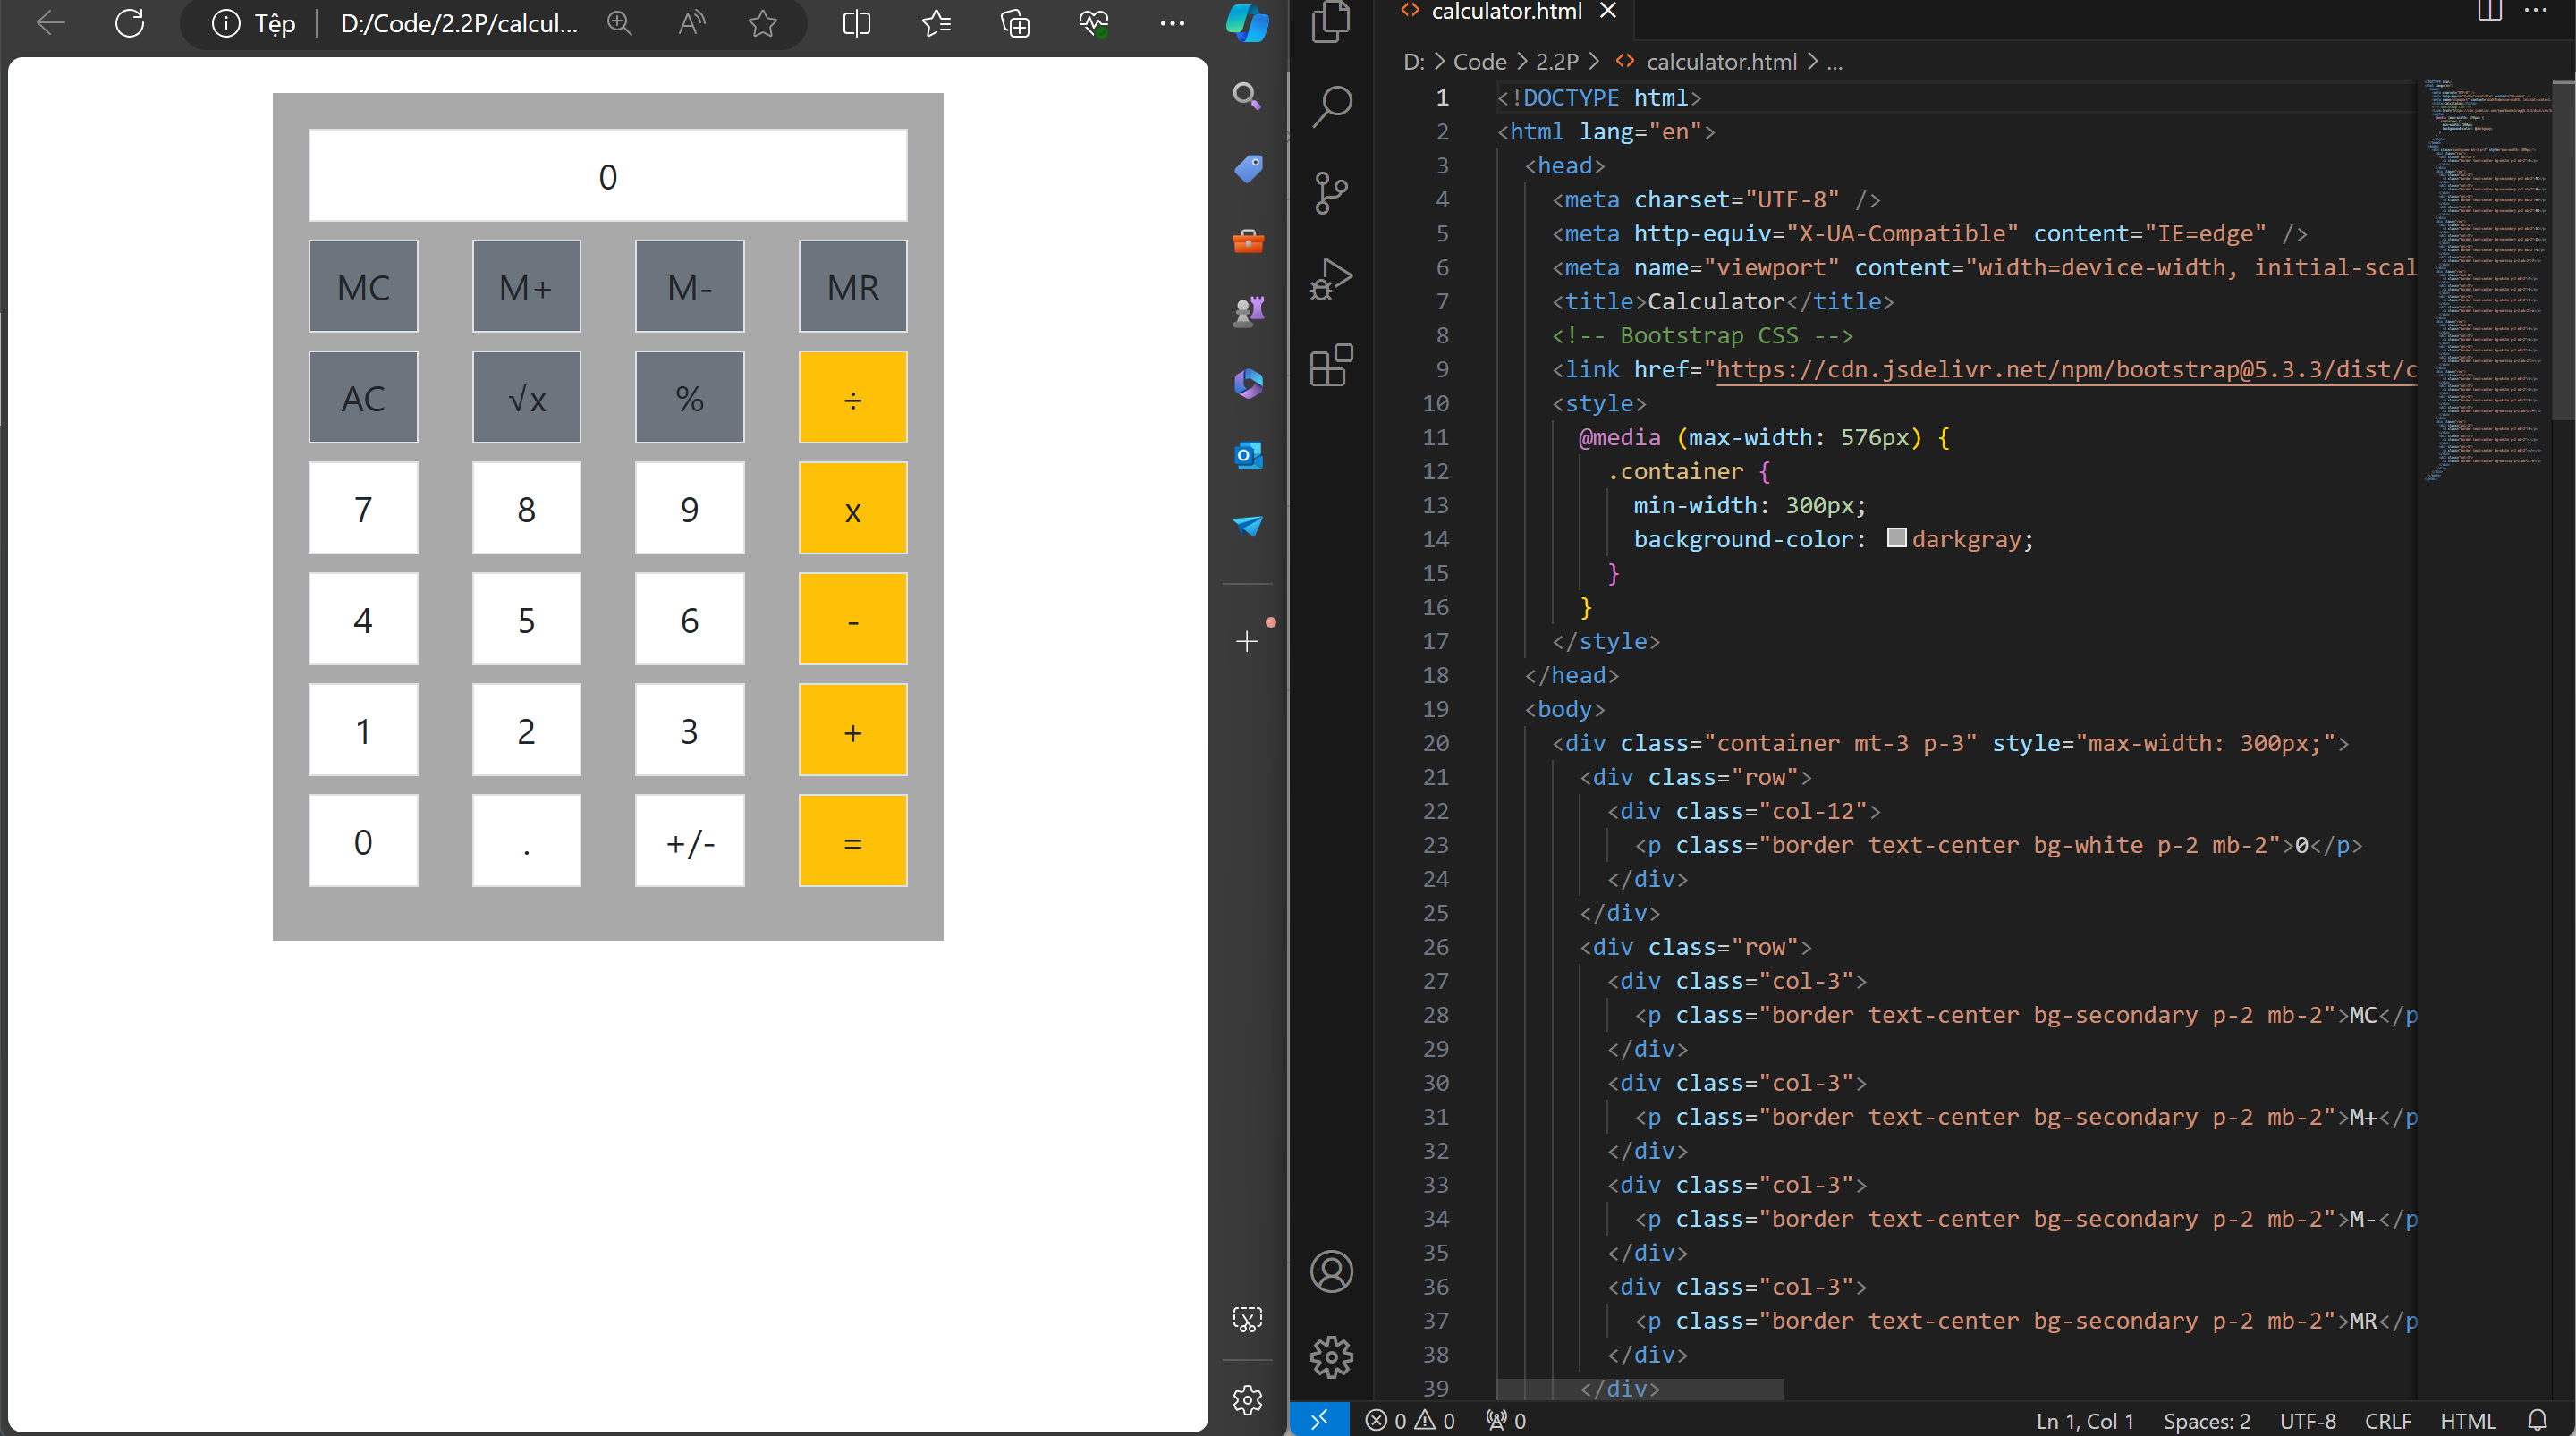 Tệp
D:/Code/2.2P/calcul...
0
MC M+ M- MR
AC √x % ÷
7 8 9 x
4 5 6 -
1 2 3 +
0 . +/- =
calculator.html
D: > Code > 2.2P > calculator.html > ...
1 <!DOCTYPE html>
2 <html lang="en">
3 <head>
4 <meta charset="UTF-8" />
5 <meta http-equiv="X-UA-Compatible" content="IE=edge" />
6 <meta name="viewport" content="width=device-width, initial-scal
7 <title>Calculator</title>
8 <!-- Bootstrap CSS -->
9 <link href="https://cdn.jsdelivr.net/npm/bootstrap@5.3.3/dist/c
10 <style>
11 @media (max-width: 576px) {
12 .container {
13 min-width: 300px;
14 background-color: darkgray;
15 }
16 }
17 </style>
18 </head>
19 <body>
20 <div class="container mt-3 p-3" style="max-width: 300px;">
21 <div class="row">
22 <div class="col-12">
23 <p class="border text-center bg-white p-2 mb-2">0</p>
24 </div>
25 </div>
26 <div class="row">
27 <div class="col-3">
28 <p class="border text-center bg-secondary p-2 mb-2">MC</p
29 </div>
30 <div class="col-3">
31 <p class="border text-center bg-secondary p-2 mb-2">M+</p
32 </div>
33 <div class="col-3">
34 <p class="border text-center bg-secondary p-2 mb-2">M-</p
35 </div>
36 <div class="col-3">
37 <p class="border text-center bg-secondary p-2 mb-2">MR</p
38 </div>
39 </div>
0 0 0 Ln 1, Col 1 Spaces: 2 UTF-8 CRLF HTML